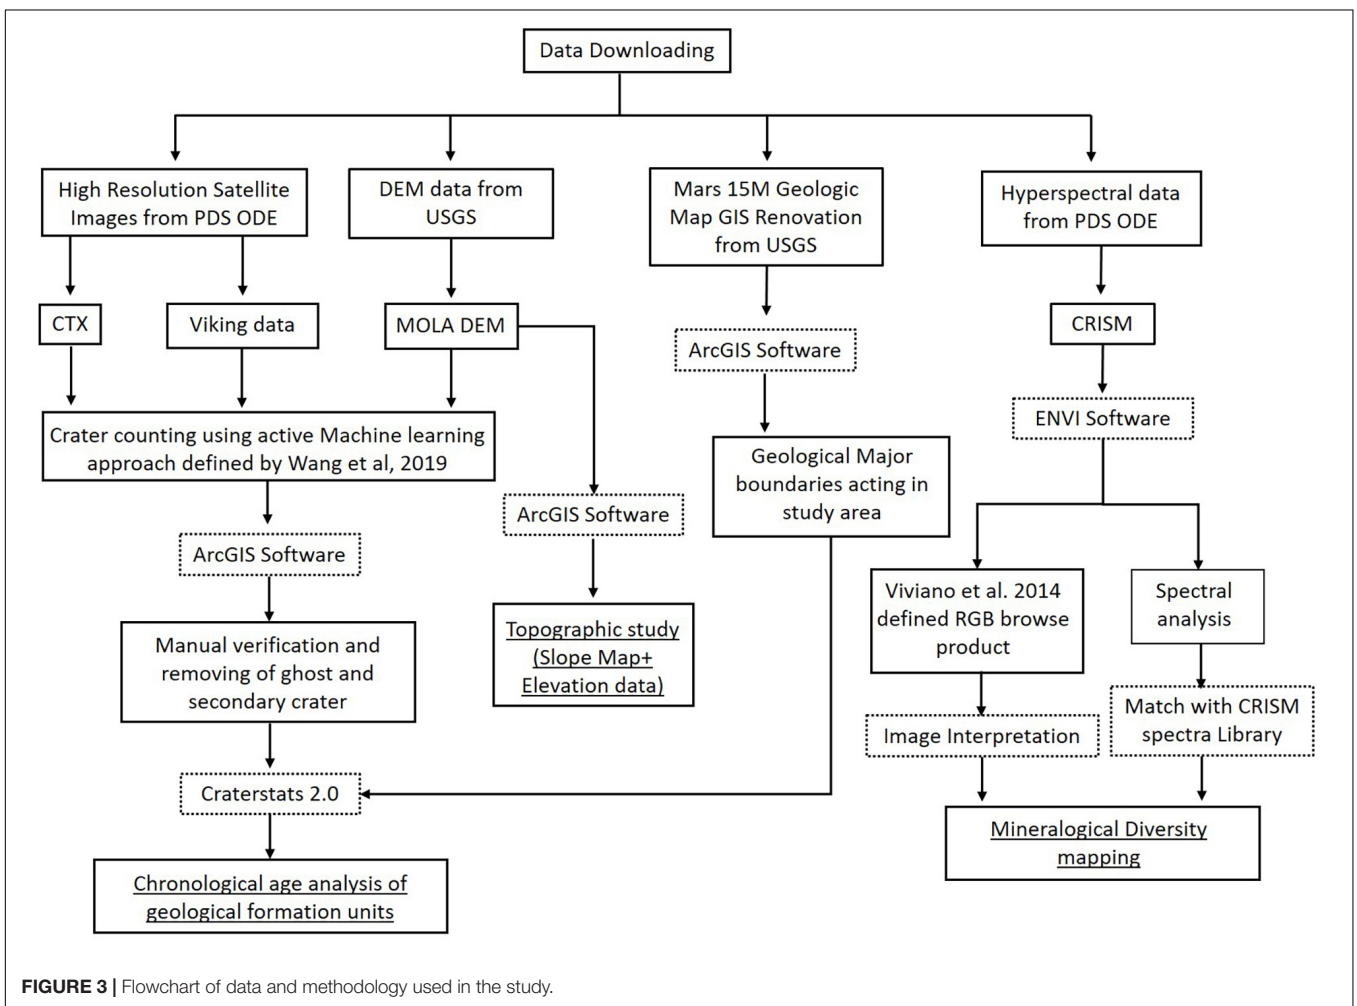 Data Downloading
High Resolution Satellite
Images from PDS ODE
DEM data from
USGS
Mars 15M Geologic
Map GIS Renovation
from USGS
Hyperspectral data
from PDS ODE
CTX
Viking data
MOLA DEM
ArcGIS Software
CRISM
ENVI Software
Crater counting using active Machine learning
approach defined by Wang et al, 2019
Geological Major
boundaries acting in
study area
ArcGIS Software
ArcGIS Software
Viviano et al. 2014
defined RGB browse
product
Spectral
analysis
Manual verification and
removing of ghost and
secondary crater
Topographic study
(Slope Map+
Elevation data)
Image Interpretation
Match with CRISM
spectra Library
Craterstats 2.0
Mineralogical Diversity
mapping
Chronological age analysis of
geological formation units
FIGURE 3 | Flowchart of data and methodology used in the study.